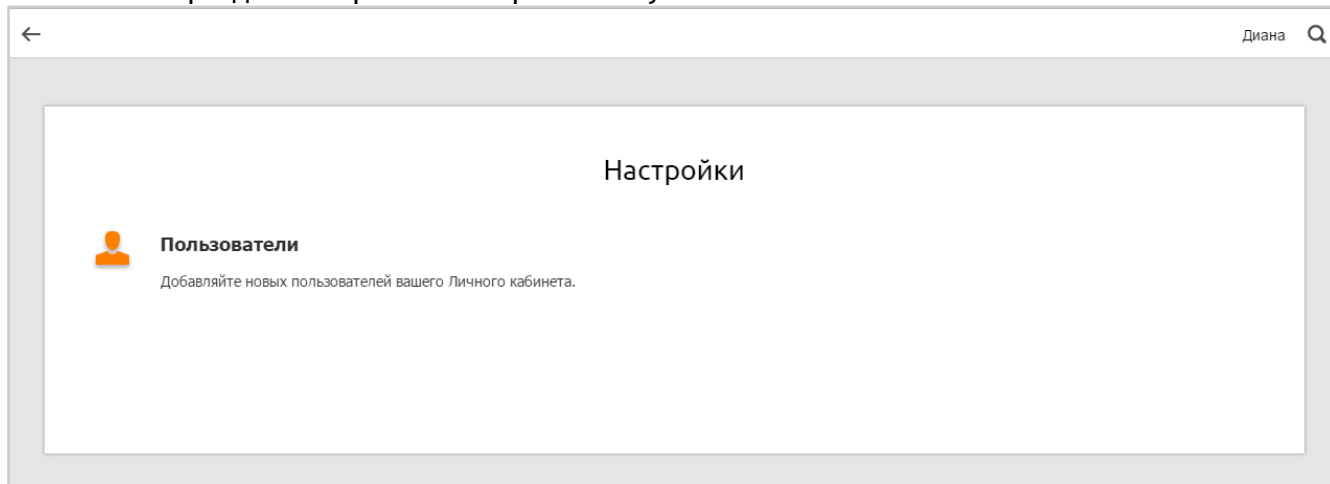 Диана
Настройки
Пользователи
Добавляйте новых пользователей вашего Личного кабинета.